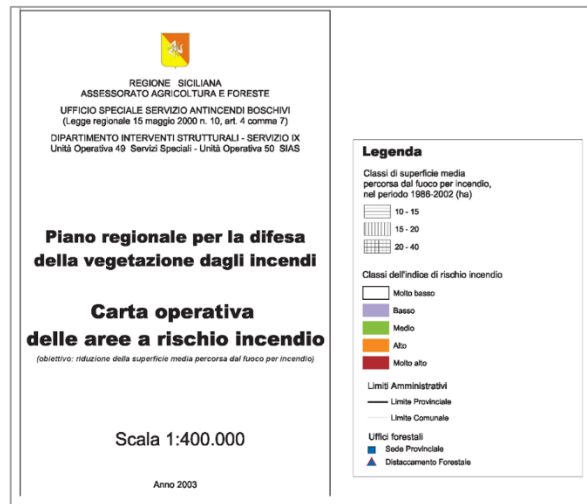 REGIONE SICILIANA
ASSESSORATO AGRICOLTURA E FORESTE
UFFICIO SPECIALE SERVIZIO ANTINCENDI BOSCHIVI
(Legge regionale 15 maggio 2000 n. 10, art. 4 comma 7)
DIPARTIMENTO INTERVENTI STRUTTURALI - SERVIZIO IX
Unità Operativa 49 Servizi Speciali - Unità Operativa 50 SIAS
Piano regionale per la difesa
della vegetazione dagli incendi
Carta operativa
delle aree a rischio incendio
(obiettivo: riduzione della superficie media percorsa dal fuoco per incendio)
Scala 1:400.000
Anno 2003
Legenda
Classi di superficie media
percorsa dal fuoco per incendio,
nel periodo 1986-2002 (ha)
10 - 15
15 - 20
20 - 40
Classi dell'indice di rischio incendio
Molto basso
Basso
Medio
Alto
Molto alto
Limiti Amministrativi
Limite Provinciale
Limite Comunale
Uffici forestali
Sede Provinciale
Distaccamento Forestale